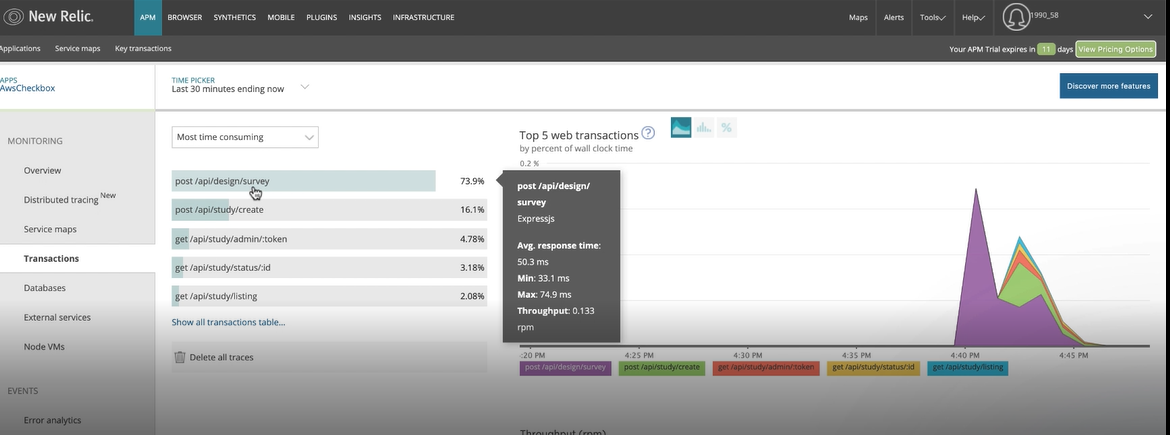 New Relic.
APM BROWSER SYNTHETICS MOBILE PLUGINS INSIGHTS INFRASTRUCTURE
Maps Alerts Tools Help 1990_58
Applications Service maps Key transactions
Your APM Trial expires in 11 days View Pricing Options
APPS
AwsCheckbox
TIME PICKER
Last 30 minutes ending now
Discover more features
MONITORING
Overview
Distributed tracing New
Service maps
Transactions
Databases
External services
Node VMs
EVENTS
Error analytics
Most time consuming
post /api/design/survey 73.9%
post /api/study/create 16.1%
get /api/study/admin/:token 4.78%
get /api/study/status/:id 3.18%
get /api/study/listing 2.08%
Show all transactions table...
Delete all traces
Top 5 web transactions ?
%
by percent of wall clock time
0.2 %
post /api/design/
survey
Expressjs
Avg. response time:
50.3 ms
Min: 33.1 ms
Max: 74.9 ms
Throughput: 0.133
rpm
:20 PM 4:25 PM 4:30 PM 4:35 PM 4:40 PM 4:45 PM
post /api/design/survey post /api/study/create get /api/study/admin/:token get /api/study/status/:id get /api/study/listing
Throughput (rpm)